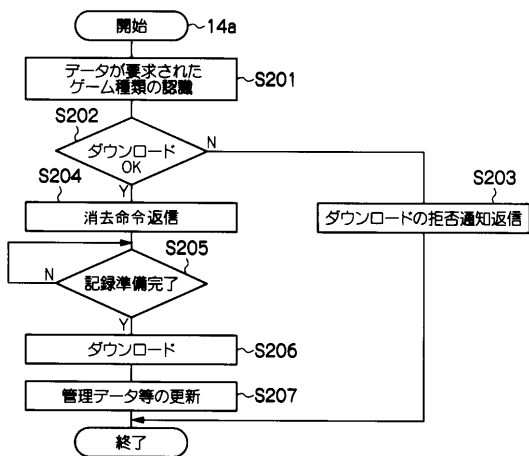 開始
14a
データが要求された
ゲーム種類の認識
S201
S202
ダウンロード
OK
N
Y
S204
消去命令返信
S203
ダウンロードの拒否通知返信
S205
記録準備完了
N
Y
ダウンロード
S206
管理データ等の更新
S207
終了